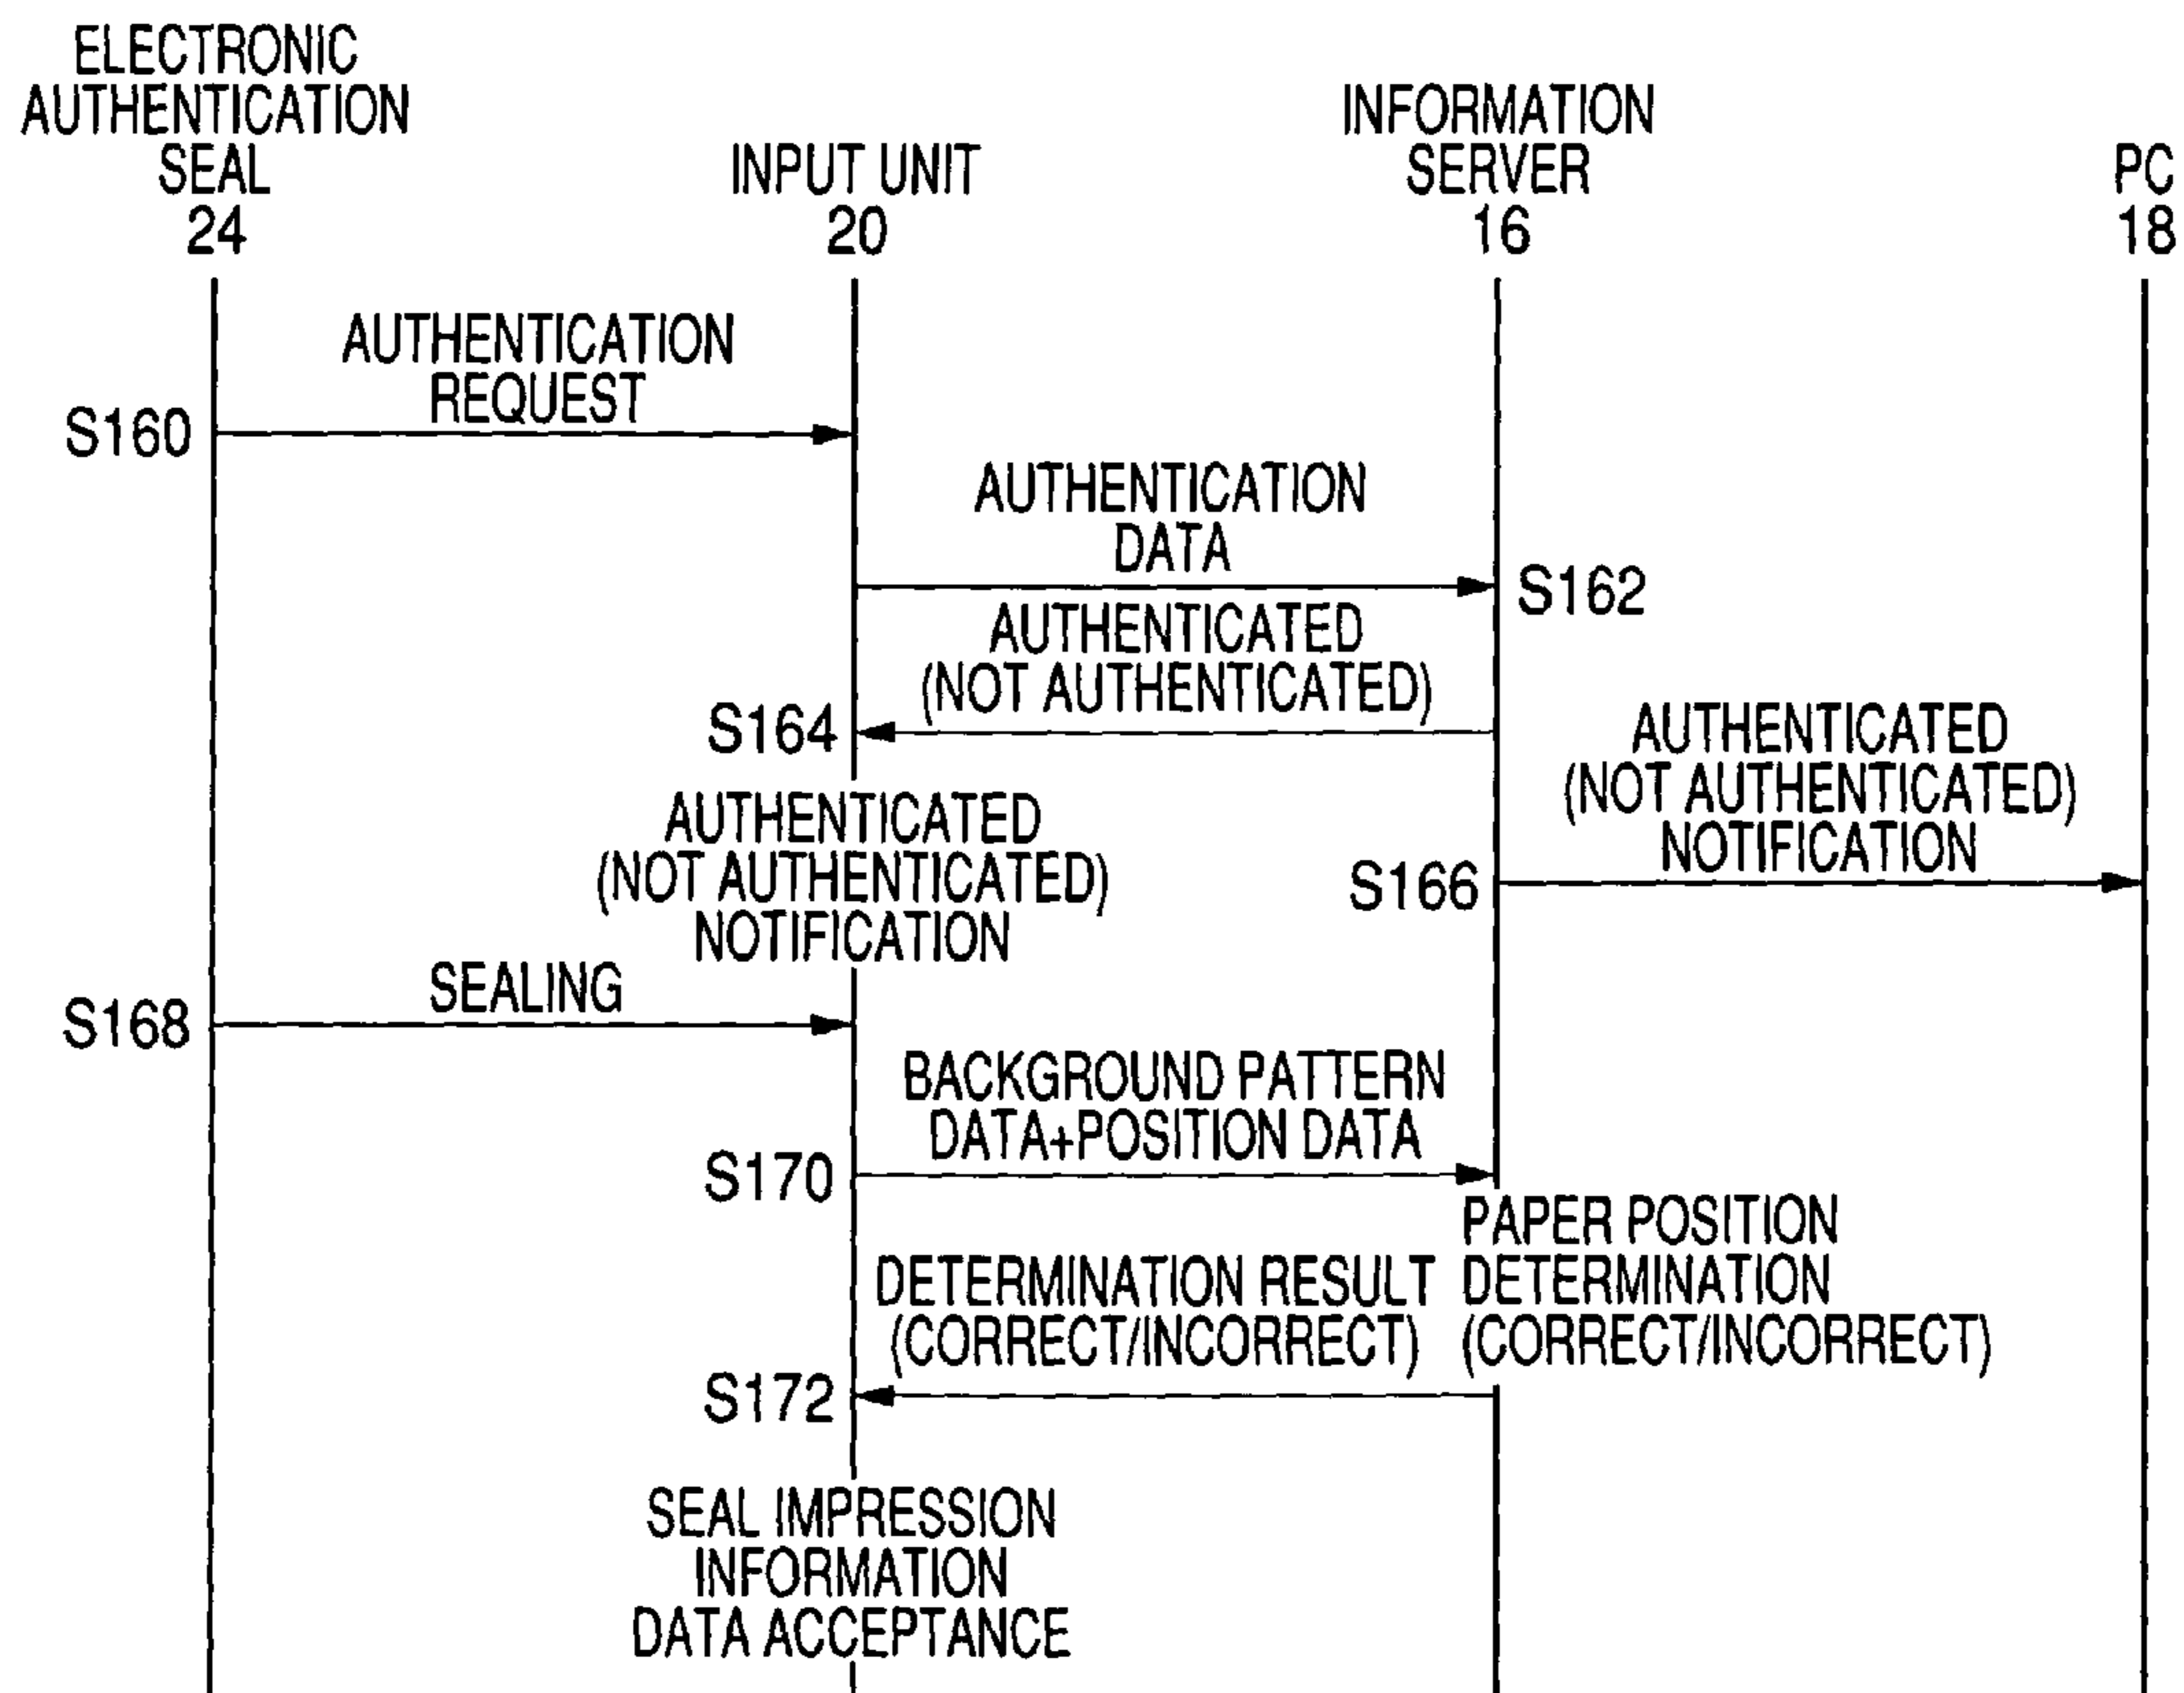 ELECTRONIC
AUTHENTICATION
SEAL
24
INPUT UNIT
20
INFORMATION
SERVER
16
PC
18
AUTHENTICATION
REQUEST
S160
AUTHENTICATION
DATA
S162
AUTHENTICATED
(NOT AUTHENTICATED)
S164
AUTHENTICATED
(NOT AUTHENTICATED)
NOTIFICATION
AUTHENTICATED
(NOT AUTHENTICATED)
NOTIFICATION
S166
SEALING
S168
BACKGROUND PATTERN
DATA+POSITION DATA
S170
PAPER POSITION
DETERMINATION
(CORRECT/INCORRECT)
DETERMINATION RESULT
(CORRECT/INCORRECT)
S172
SEAL IMPRESSION
INFORMATION
DATA ACCEPTANCE